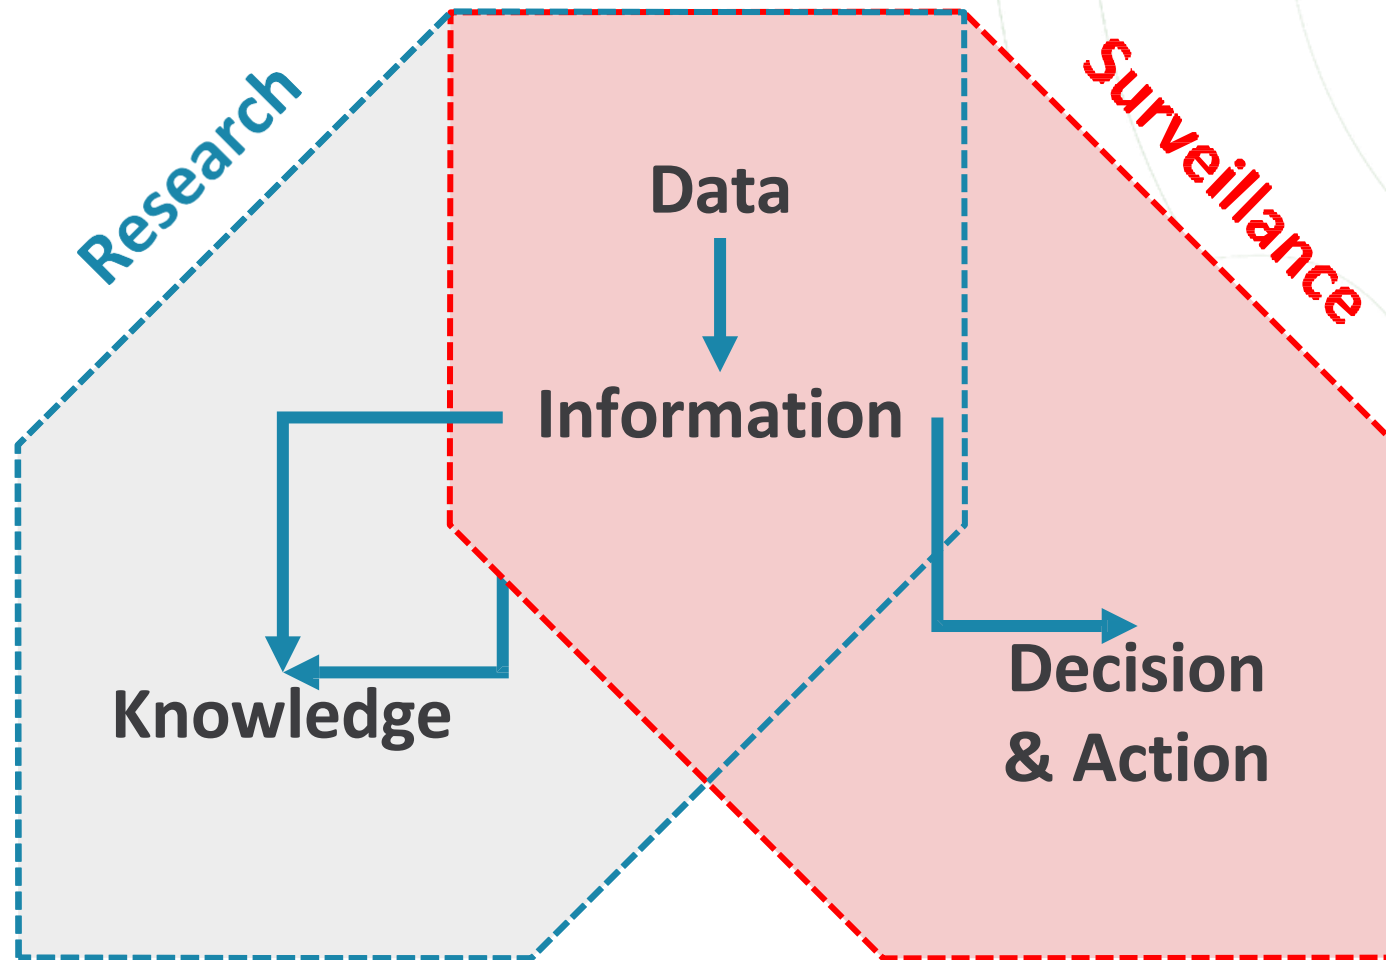 Research
Surveillance
Data
Information
Knowledge
Decision
& Action